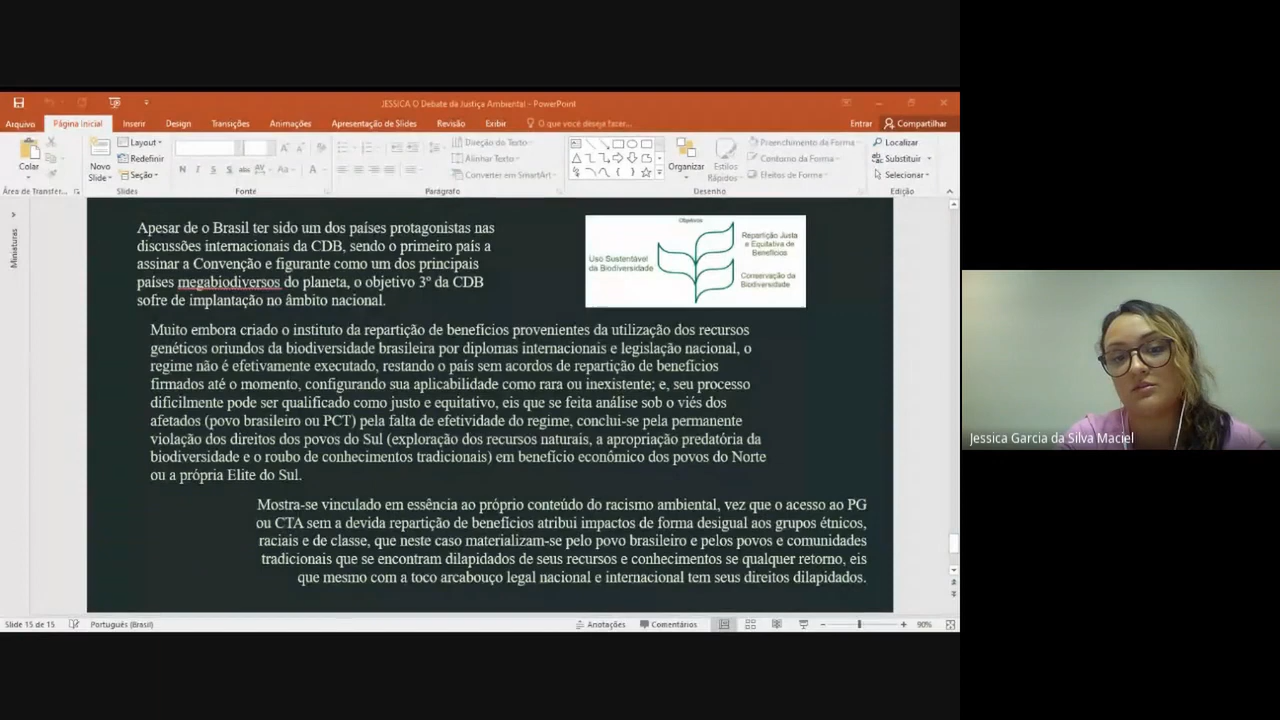 JESSICA O Debate da Justiça Ambiental - PowerPoint
Arquivo Página Inicial Inserir Design Transições Animações Apresentação de Slides Revisão Exibir O que você deseja fazer... Entrar Compartilhar
Colar
Novo
Slide
Layout
Redefinir
Seção
N I S S abc AV Aa A
Direção do Texto
Alinhar Texto
Converter em SmartArt
Organizar
Estilos
Rápidos
Preenchimento da Forma
Contorno da Forma
Efeitos de Forma
Localizar
Substituir
Selecionar
Área de Transfer... Slides Fonte Parágrafo Desenho Edição
Miniaturas
Apesar de o Brasil ter sido um dos países protagonistas nas
discussões internacionais da CDB, sendo o primeiro país a
assinar a Convenção e figurante como um dos principais
países megabiodiversos do planeta, o objetivo 3º da CDB
sofre de implantação no âmbito nacional.
Objetivos
Uso Sustentável
da Biodiversidade
Repartição Justa
e Equitativa de
Benefícios
Conservação da
Biodiversidade
Muito embora criado o instituto da repartição de benefícios provenientes da utilização dos recursos
genéticos oriundos da biodiversidade brasileira por diplomas internacionais e legislação nacional, o
regime não é efetivamente executado, restando o país sem acordos de repartição de benefícios
firmados até o momento, configurando sua aplicabilidade como rara ou inexistente; e, seu processo
dificilmente pode ser qualificado como justo e equitativo, eis que se feita análise sob o viés dos
afetados (povo brasileiro ou PCT) pela falta de efetividade do regime, conclui-se pela permanente
violação dos direitos dos povos do Sul (exploração dos recursos naturais, a apropriação predatória da
biodiversidade e o roubo de conhecimentos tradicionais) em benefício econômico dos povos do Norte
ou a própria Elite do Sul.
Mostra-se vinculado em essência ao próprio conteúdo do racismo ambiental, vez que o acesso ao PG
ou CTA sem a devida repartição de benefícios atribui impactos de forma desigual aos grupos étnicos,
raciais e de classe, que neste caso materializam-se pelo povo brasileiro e pelos povos e comunidades
tradicionais que se encontram dilapidados de seus recursos e conhecimentos se qualquer retorno, eis
que mesmo com a toco arcabouço legal nacional e internacional tem seus direitos dilapidados.
Jessica Garcia da Silva Maciel
Slide 15 de 15 Português (Brasil) Anotações Comentários 90%